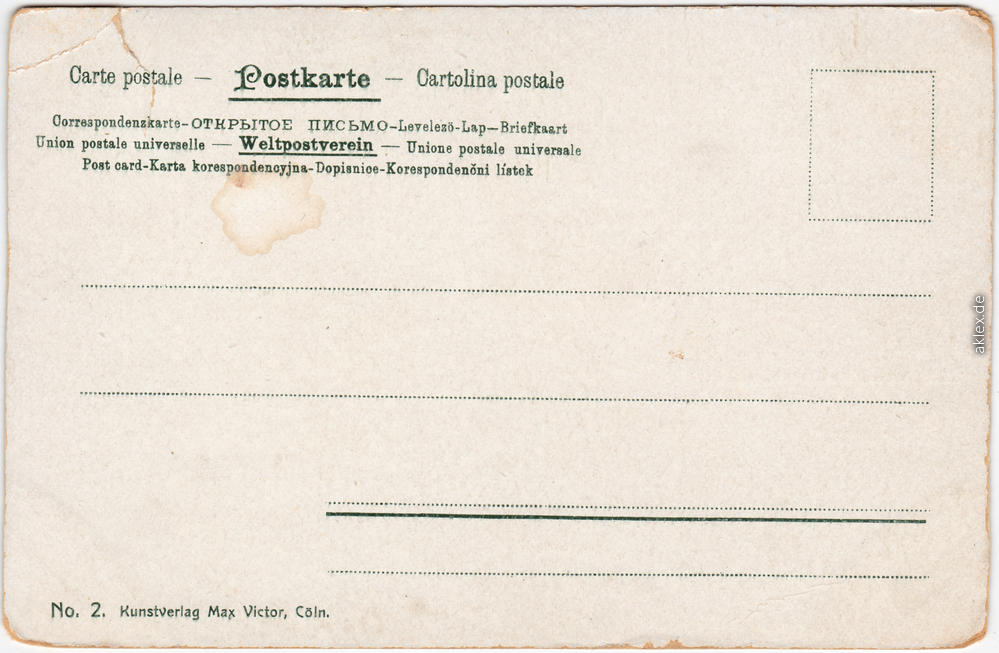 Carte postale — Postkarte — Cartolina postale
Correspondenzkarte-ОТКРЫТОЕ ПИСЬМО-Levelezö-Lap-Briefkaart
Union postale universelle — Weltpostverein — Unione postale universale
Post card-Karta korespondencyjna-Dopisnice-Korespondenční lístek
No. 2. Kunstverlag Max Victor, Cöln.
aklex.de